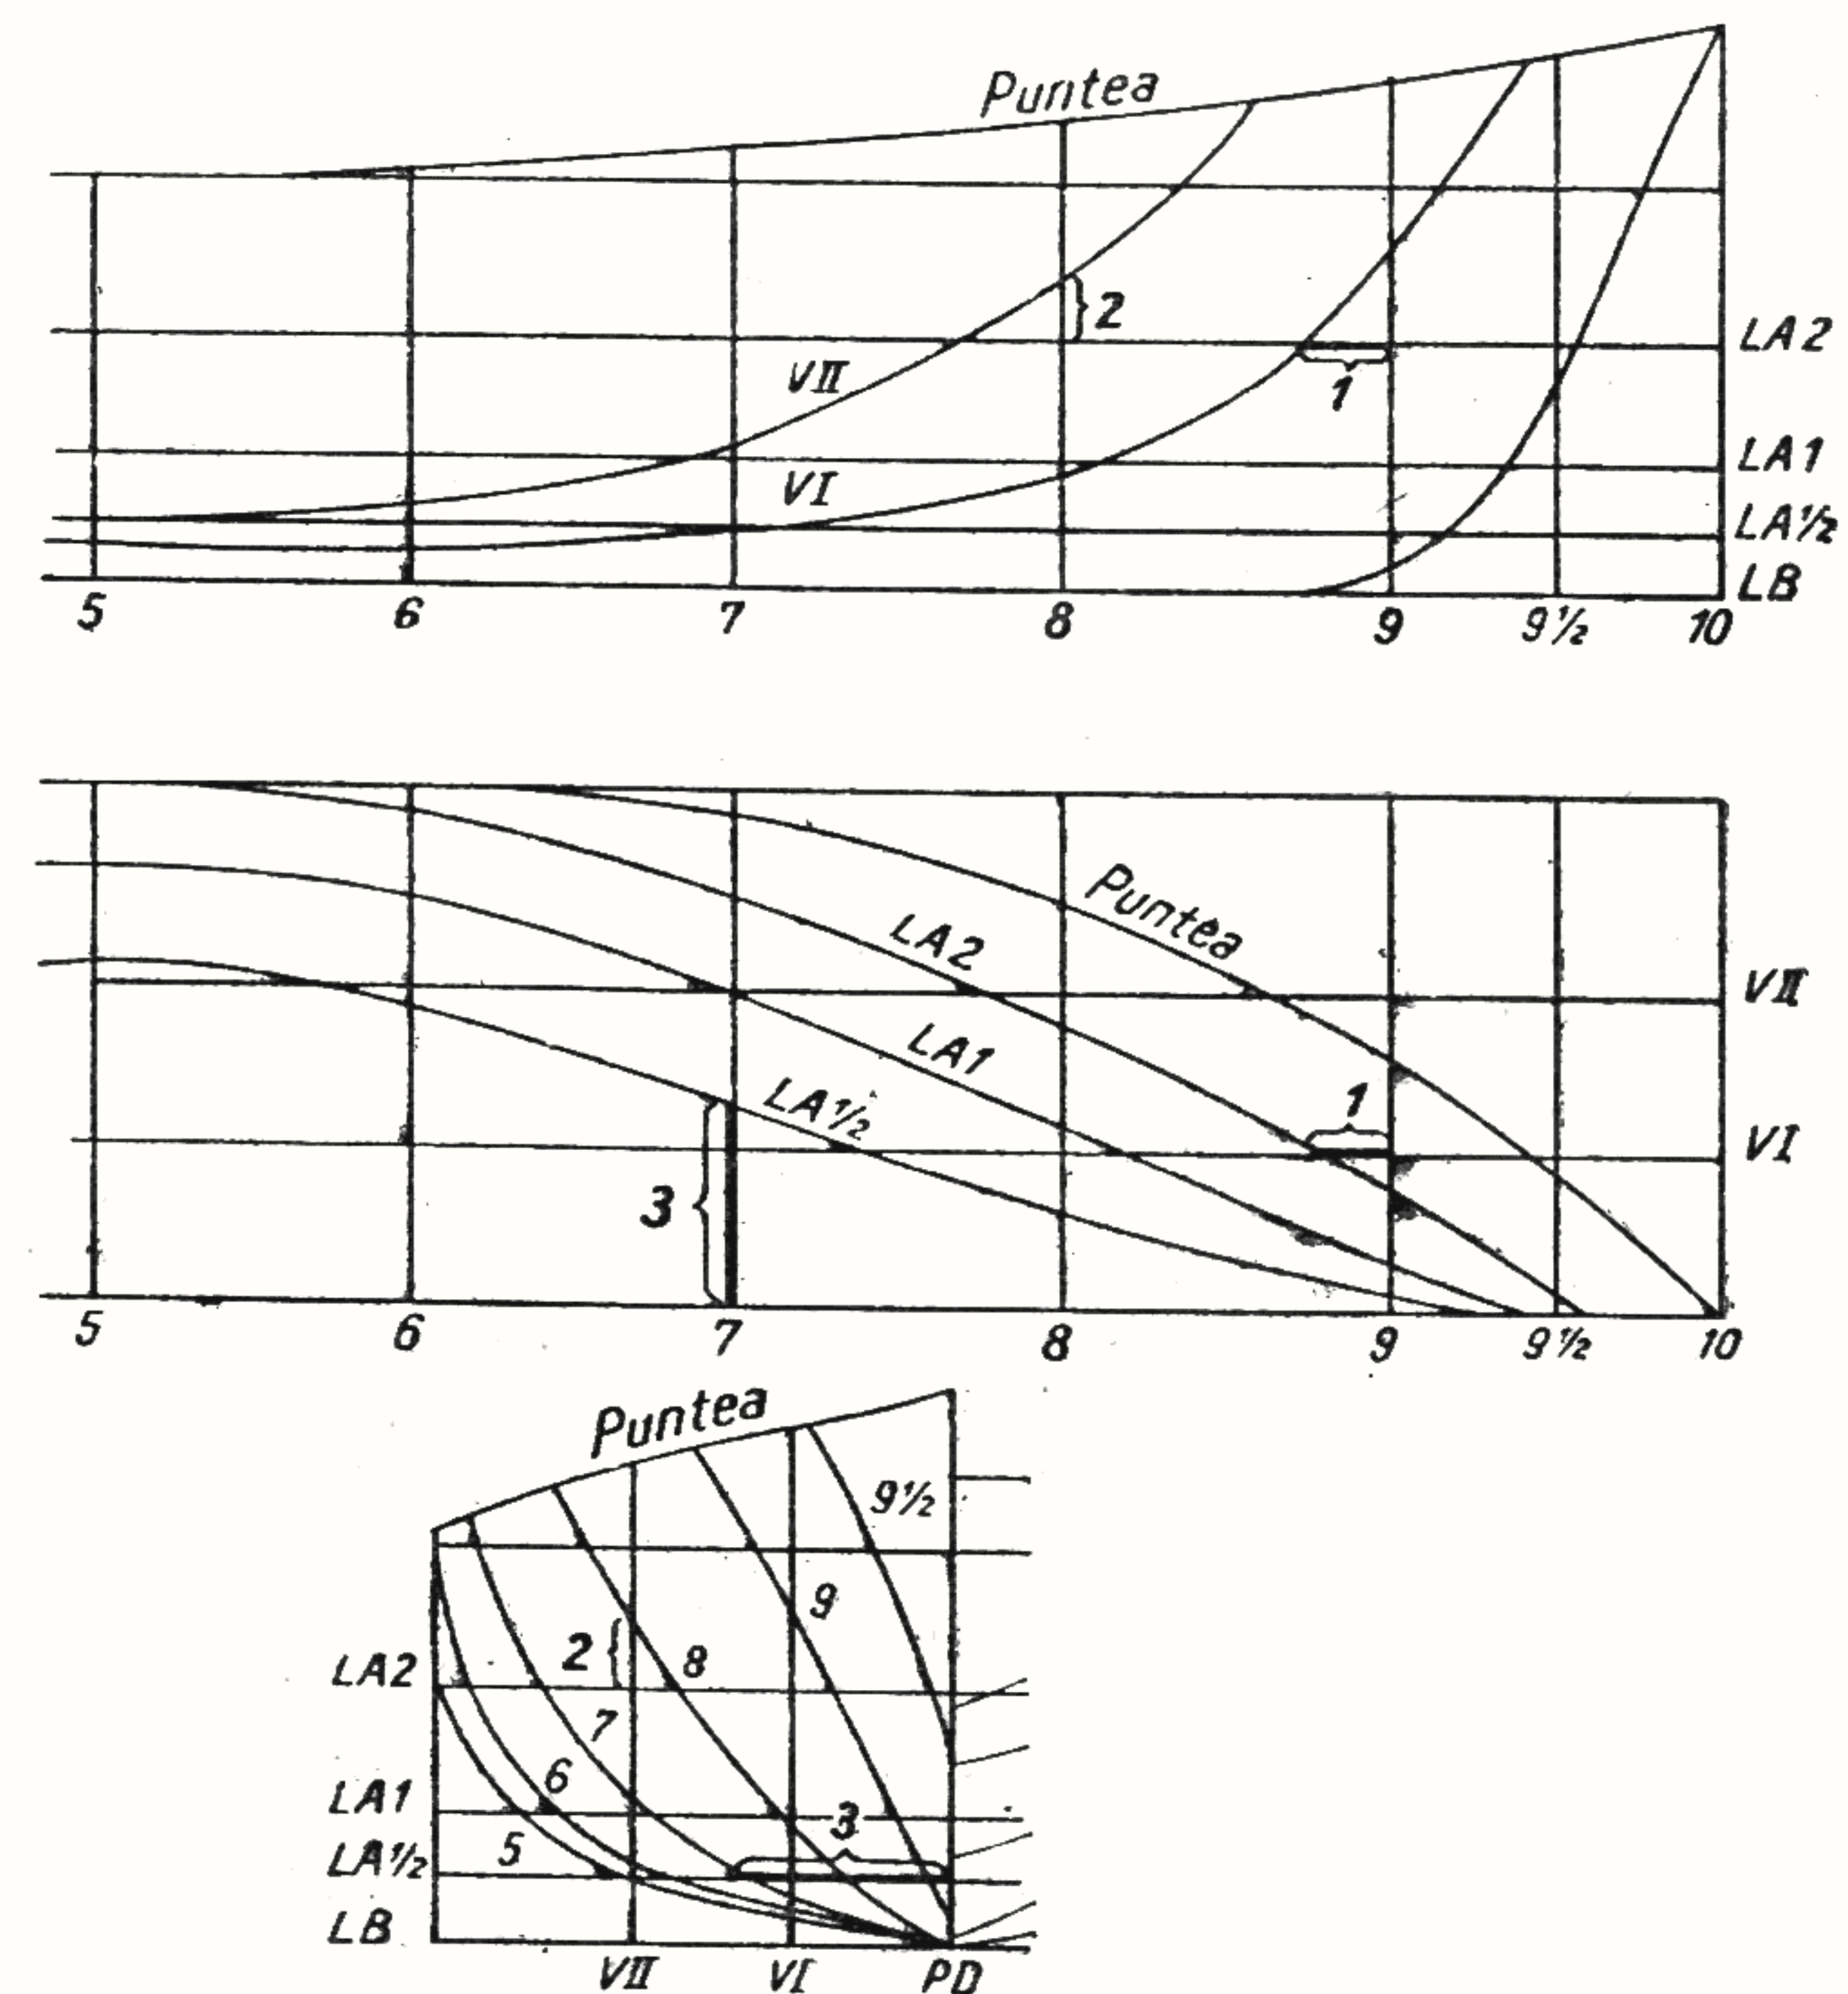 Puntea
2
LA2
VII
1
LA1
VI
LA½
LB
5 6 7 8 9 9½ 10
Puntea
LA2
VII
LA1
1
LA½
VI
3
5 6 7 8 9 9½ 10
Puntea
9½
9
2
8
LA2
7
6
LA1
3
5
LA½
LB
VII VI PD